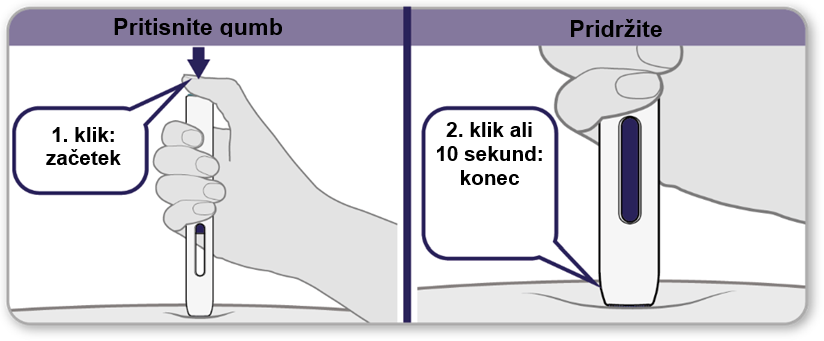 Pritisnite gumb
Pridržite
1. klik:
začetek
2. klik ali
10 sekund:
konec